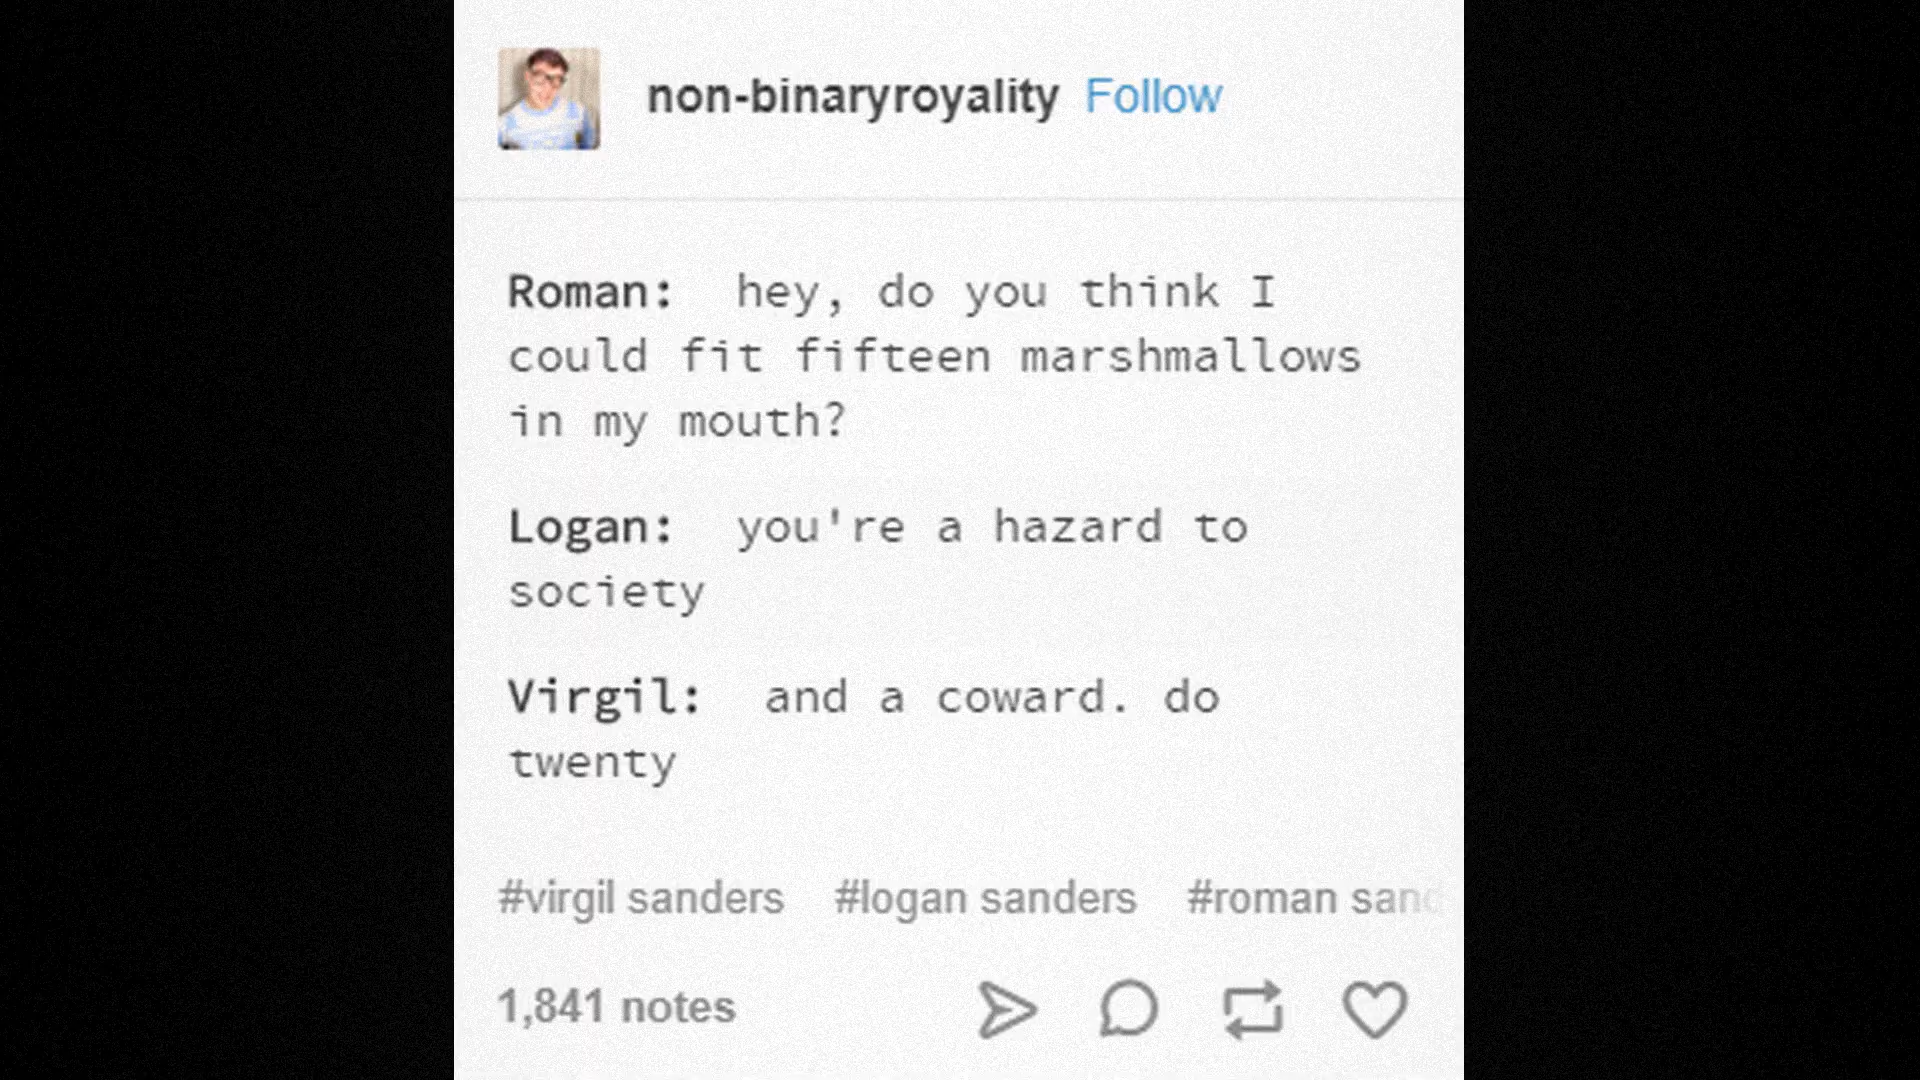 non-binaryroyality Follow
Roman: hey, do you think I
could fit fifteen marshmallows
in my mouth?
Logan: you're a hazard to
society
Virgil: and a coward. do
twenty
#virgil sanders #logan sanders #roman sand
1,841 notes